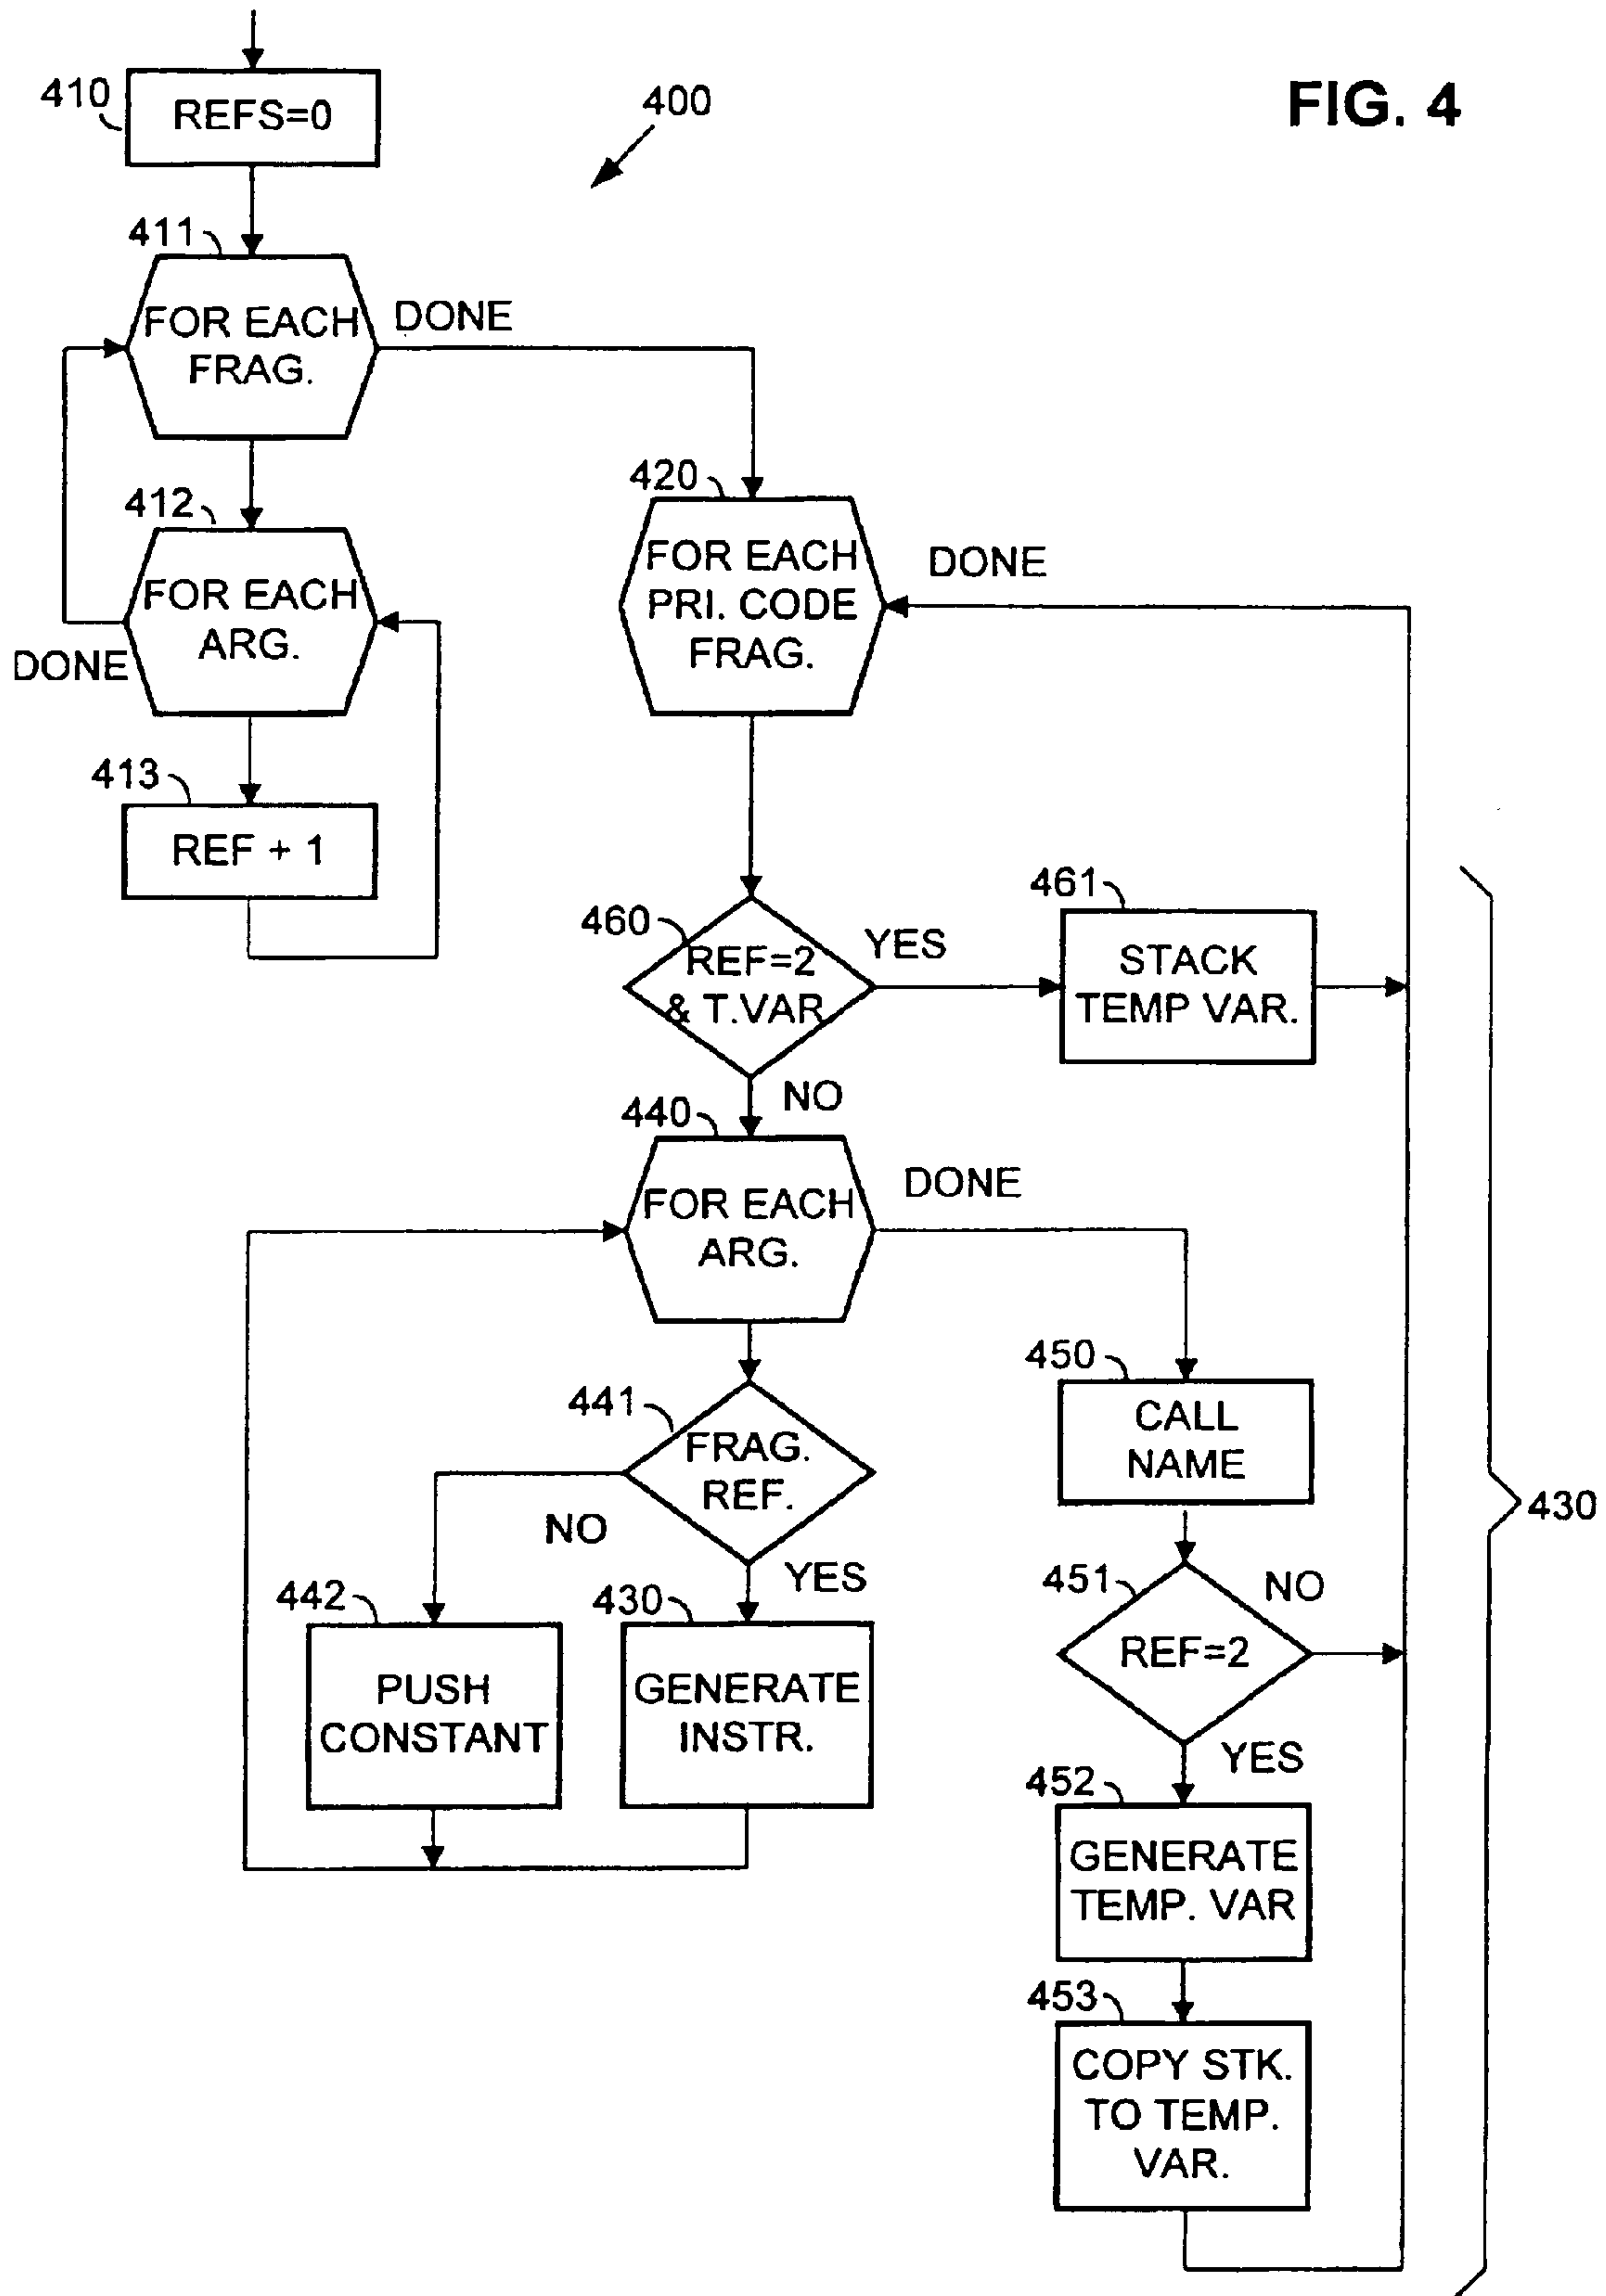 FIG. 4
400
410
REFS=0
411
FOR EACH
FRAG.
DONE
412
FOR EACH
ARG.
DONE
413
REF + 1
420
FOR EACH
PRI. CODE
FRAG.
DONE
460
REF=2
& T.VAR
YES
NO
461
STACK
TEMP VAR.
440
FOR EACH
ARG.
DONE
441
FRAG.
REF.
NO
YES
442
PUSH
CONSTANT
430
GENERATE
INSTR.
450
CALL
NAME
451
REF=2
NO
YES
452
GENERATE
TEMP. VAR
453
COPY STK.
TO TEMP.
VAR.
430